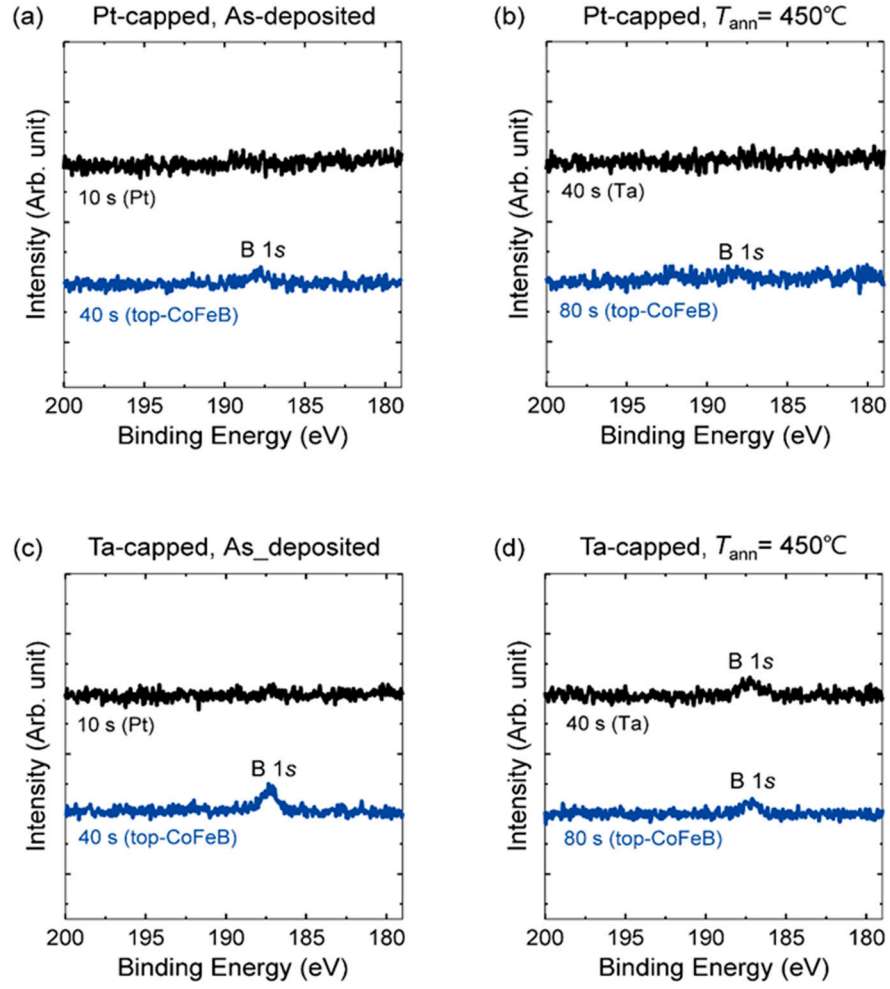 (a) Pt-capped, As-deposited
Intensity (Arb. unit)
10 s (Pt)
B 1s
40 s (top-CoFeB)
200 195 190 185 180
Binding Energy (eV)
(b) Pt-capped, Tann= 450℃
Intensity (Arb. unit)
40 s (Ta)
B 1s
80 s (top-CoFeB)
200 195 190 185 180
Binding Energy (eV)
(c) Ta-capped, As_deposited
Intensity (Arb. unit)
10 s (Pt)
B 1s
40 s (top-CoFeB)
200 195 190 185 180
Binding Energy (eV)
(d) Ta-capped, Tann= 450℃
Intensity (Arb. unit)
B 1s
40 s (Ta)
B 1s
80 s (top-CoFeB)
200 195 190 185 180
Binding Energy (eV)